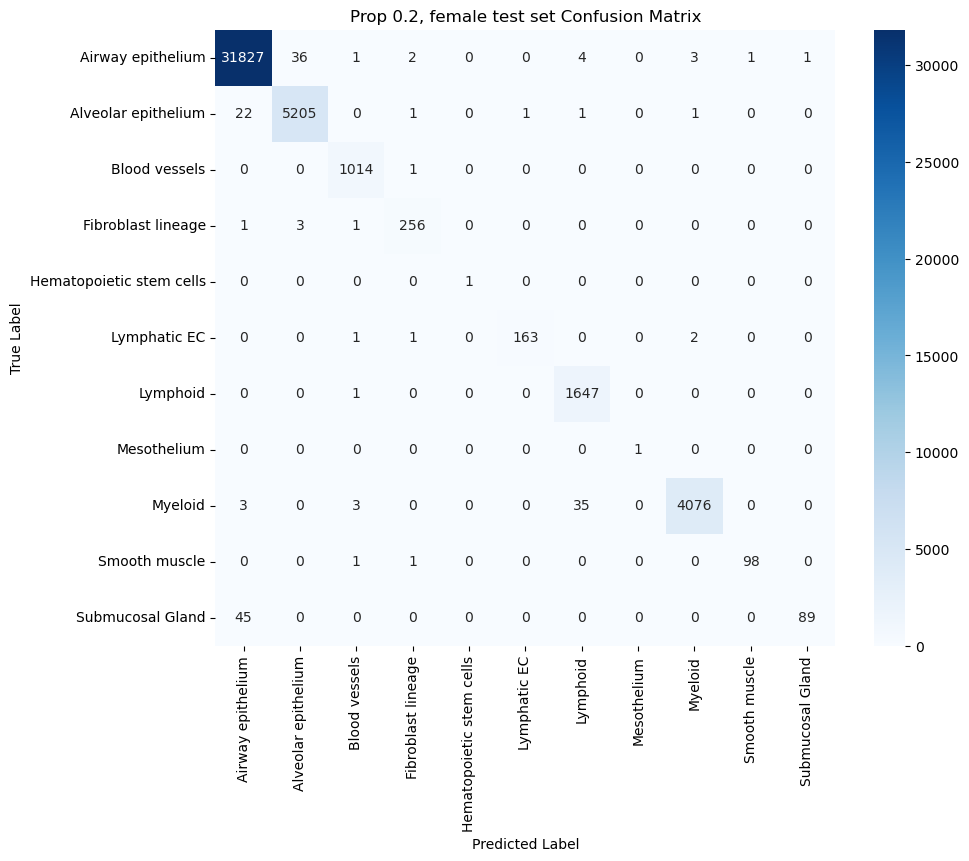 Prop 0.2, female test set Confusion Matrix
True Label
Airway epithelium 31827 36 1 2 0 0 4 0 3 1 1
Alveolar epithelium 22 5205 0 1 0 1 1 0 1 0 0
Blood vessels 0 0 1014 1 0 0 0 0 0 0 0
Fibroblast lineage 1 3 1 256 0 0 0 0 0 0 0
Hematopoietic stem cells 0 0 0 0 1 0 0 0 0 0 0
Lymphatic EC 0 0 1 1 0 163 0 0 2 0 0
Lymphoid 0 0 1 0 0 0 1647 0 0 0 0
Mesothelium 0 0 0 0 0 0 0 1 0 0 0
Myeloid 3 0 3 0 0 0 35 0 4076 0 0
Smooth muscle 0 0 1 1 0 0 0 0 0 98 0
Submucosal Gland 45 0 0 0 0 0 0 0 0 0 89
Airway epithelium
Alveolar epithelium
Blood vessels
Fibroblast lineage
Hematopoietic stem cells
Lymphatic EC
Lymphoid
Mesothelium
Myeloid
Smooth muscle
Submucosal Gland
Predicted Label
30000
25000
20000
15000
10000
5000
0